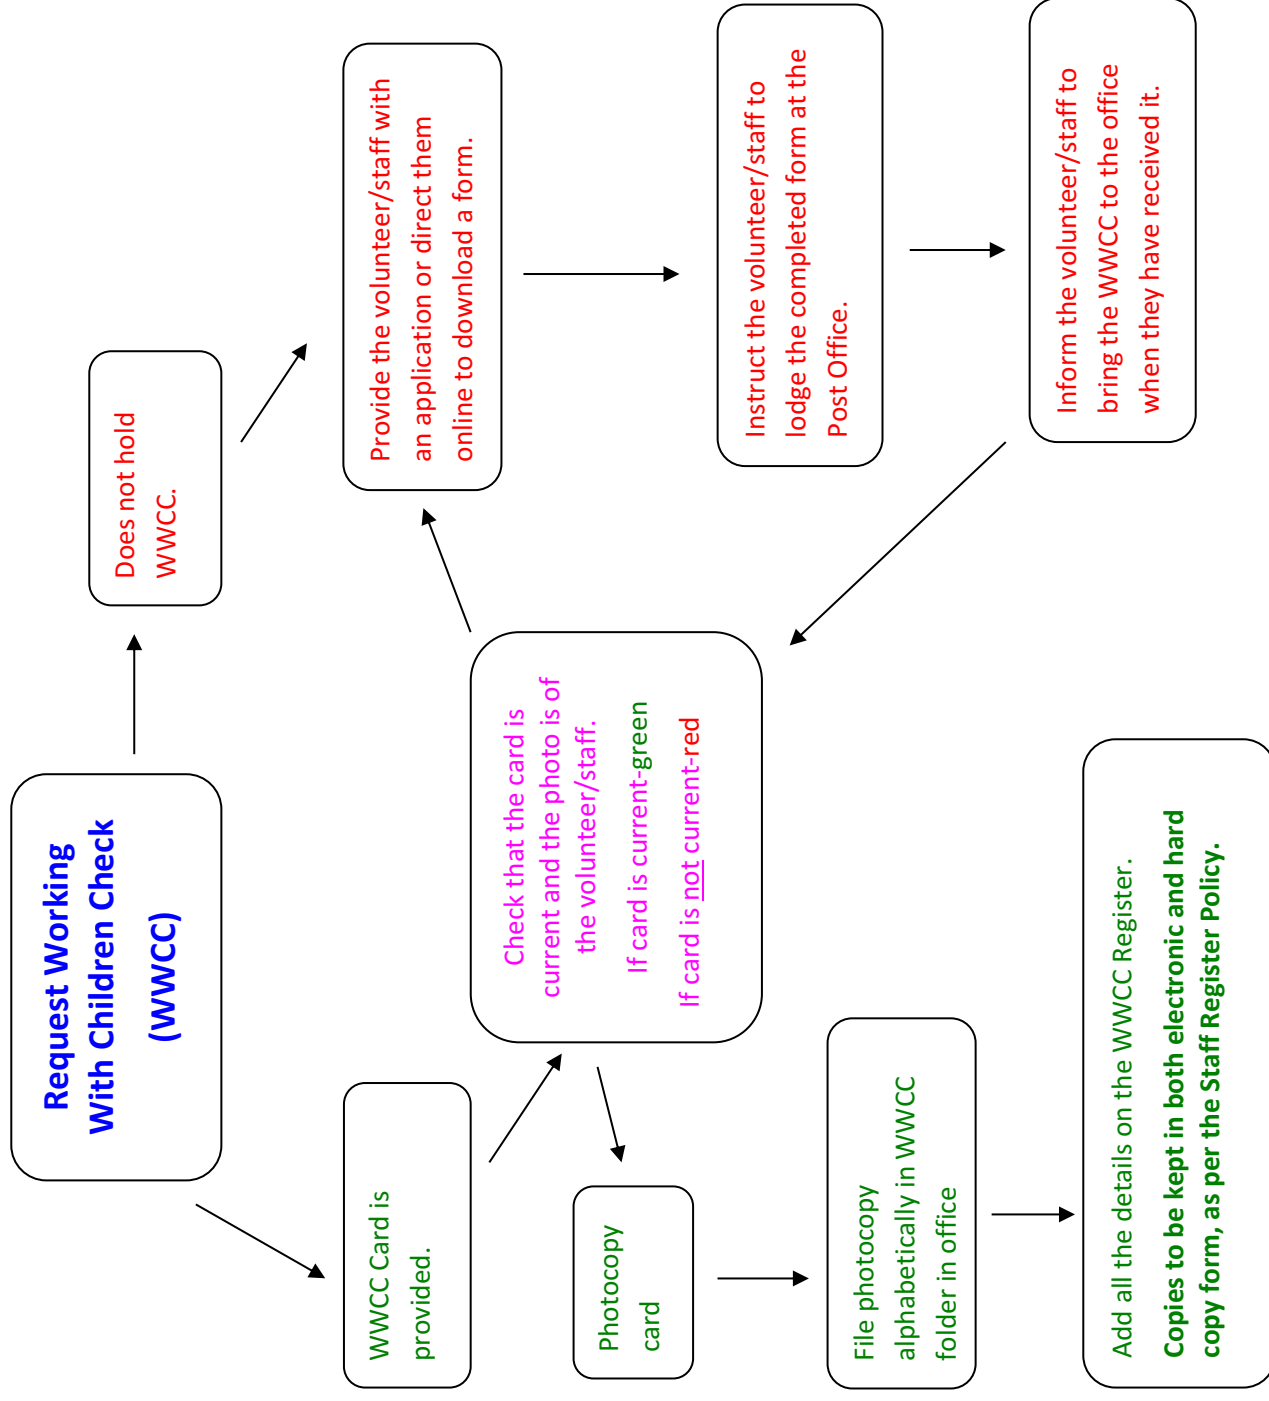 Request Working
With Children Check
(WWCC)
Does not hold
WWCC.
WWCC Card is
provided.
Provide the volunteer/staff with
an application or direct them
online to download a form.
Check that the card is
current and the photo is of
the volunteer/staff.
If card is current-green
If card is not current-red
Photocopy
card
Instruct the volunteer/staff to
lodge the completed form at the
Post Office.
File photocopy
alphabetically in WWCC
folder in office
Inform the volunteer/staff to
bring the WWCC to the office
when they have received it.
Add all the details on the WWCC Register.
Copies to be kept in both electronic and hard
copy form, as per the Staff Register Policy.